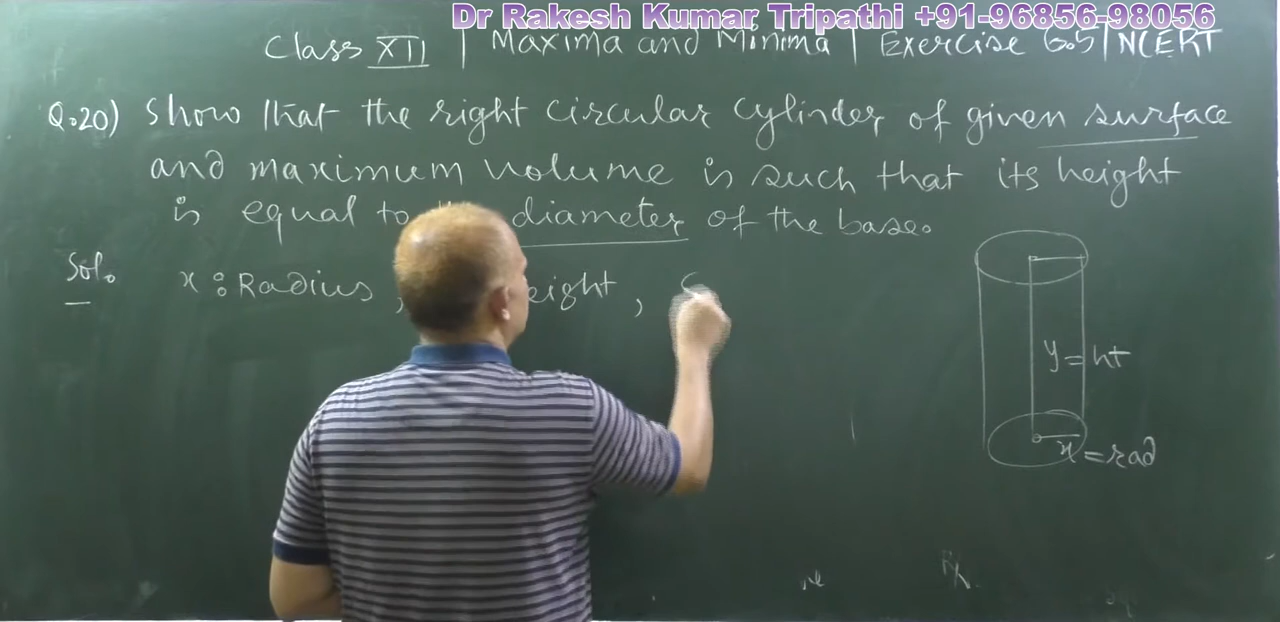 Dr Rakesh Kumar Tripathi +91-96856-98056
Class XII | Maxima and Minima | Exercise 6.5 | NCERT
Q.20) Show that the right circular cylinder of given surface
and maximum volume is such that its height
is equal to diameter of the base.
Sol. x : Radius, eight,
y = ht
x = rad